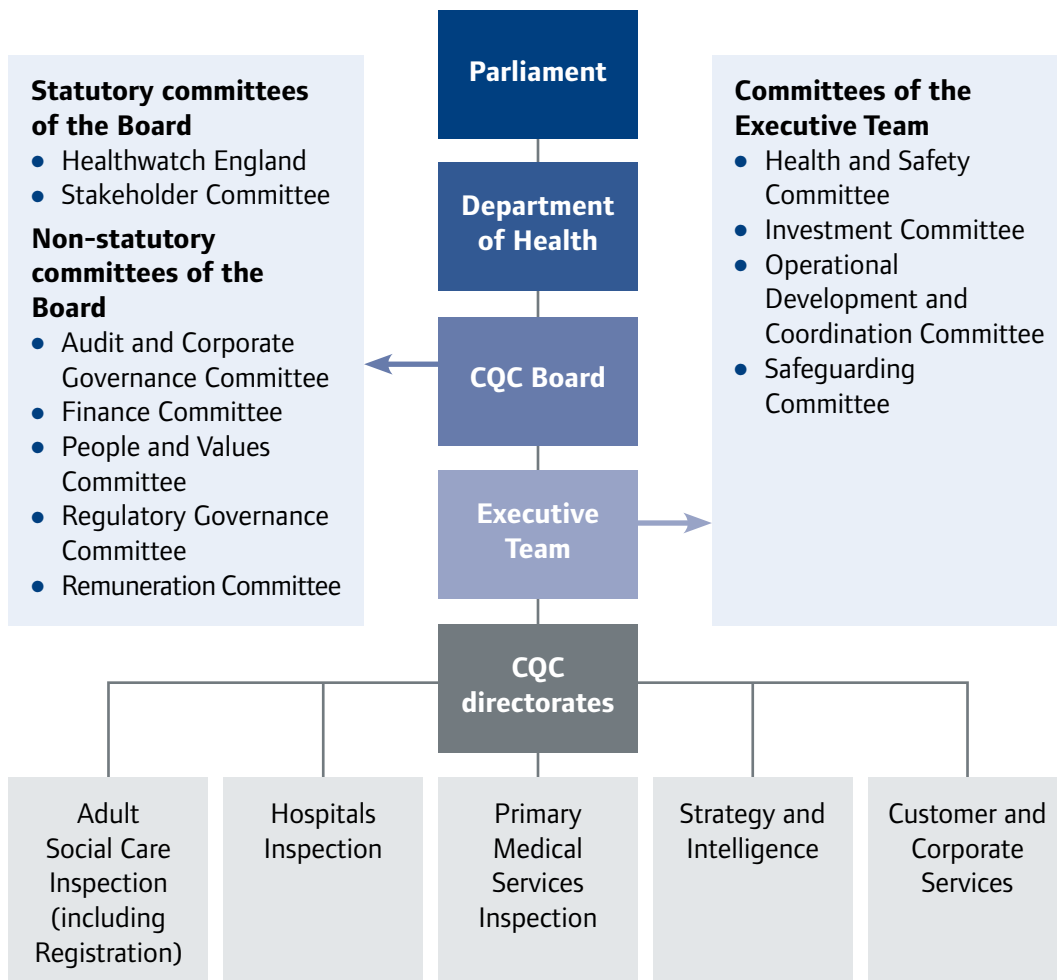 Parliament
Department
of Health
CQC Board
Executive
Team
Statutory committees
of the Board
• Healthwatch England
• Stakeholder Committee
Non-statutory
committees of the
Board
• Audit and Corporate
Governance Committee
• Finance Committee
• People and Values
Committee
• Regulatory Governance
Committee
• Remuneration Committee
Committees of the
Executive Team
• Health and Safety
Committee
• Investment Committee
• Operational
Development and
Coordination Committee
• Safeguarding
Committee
CQC
directorates
Adult
Social Care
Inspection
(including
Registration)
Hospitals
Inspection
Primary
Medical
Services
Inspection
Strategy and
Intelligence
Customer and
Corporate
Services